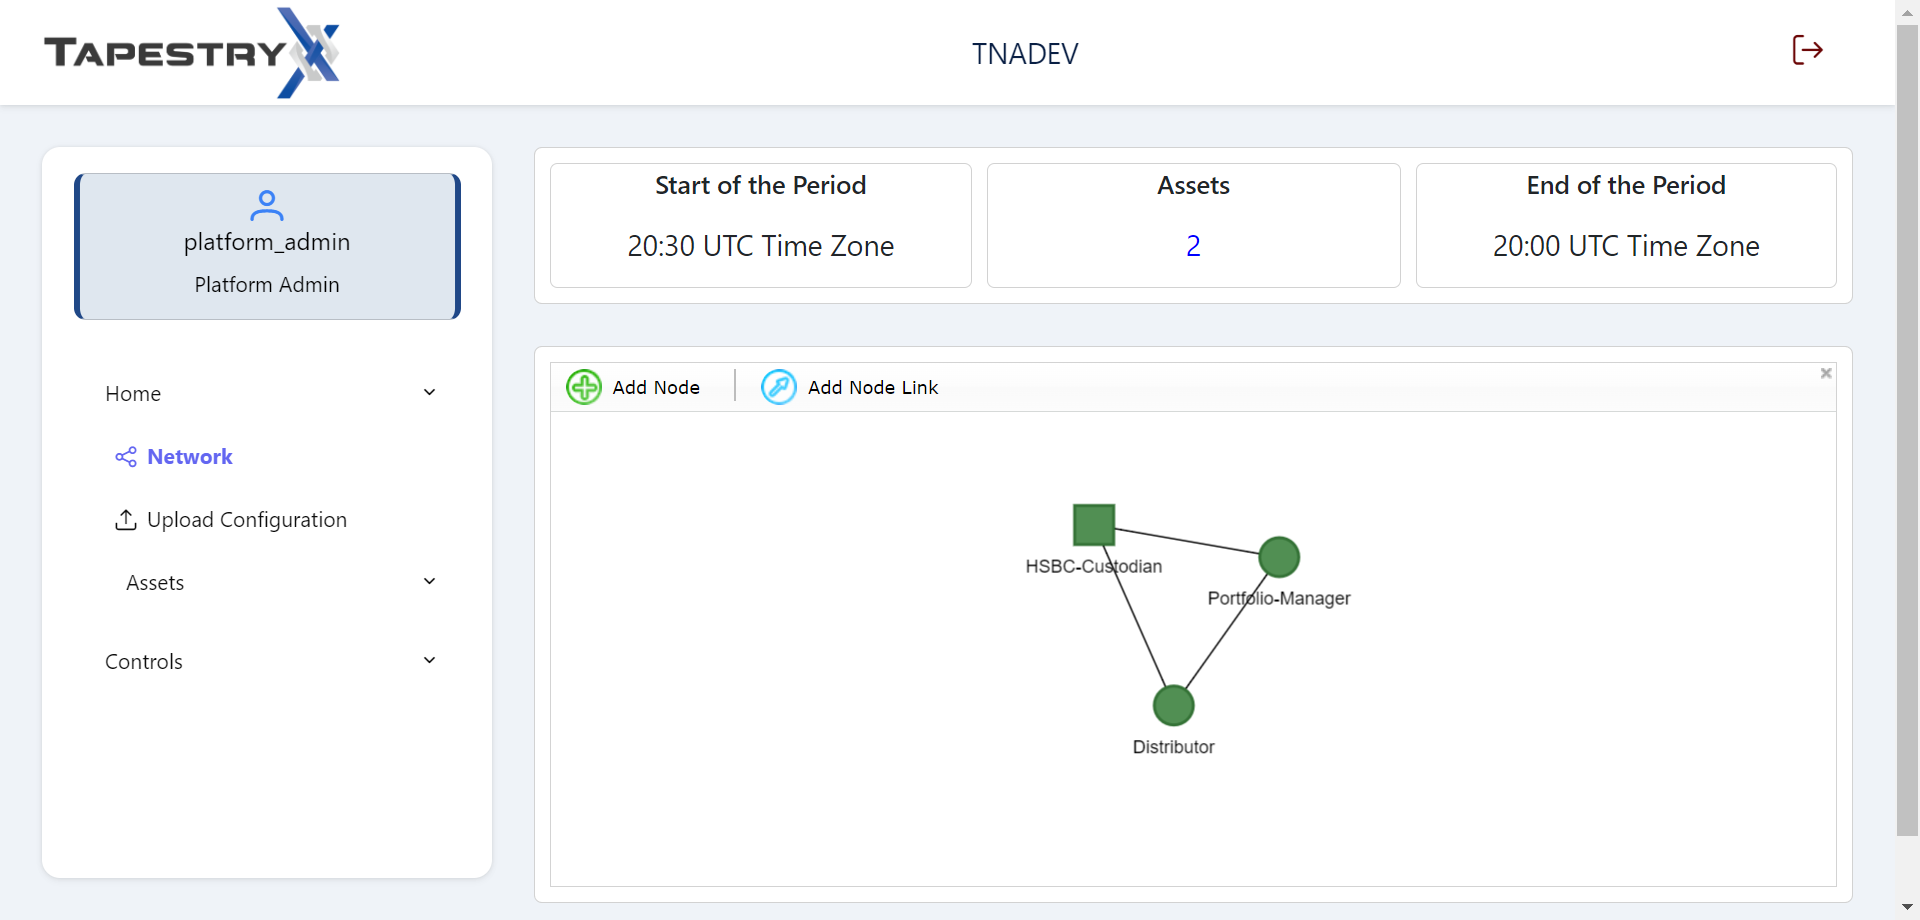 TAPESTRYX
TNADEV
platform_admin
Platform Admin
Home
Network
Upload Configuration
Assets
Controls
Start of the Period
20:30 UTC Time Zone
Assets
2
End of the Period
20:00 UTC Time Zone
Add Node
Add Node Link
HSBC-Custodian
Portfolio-Manager
Distributor